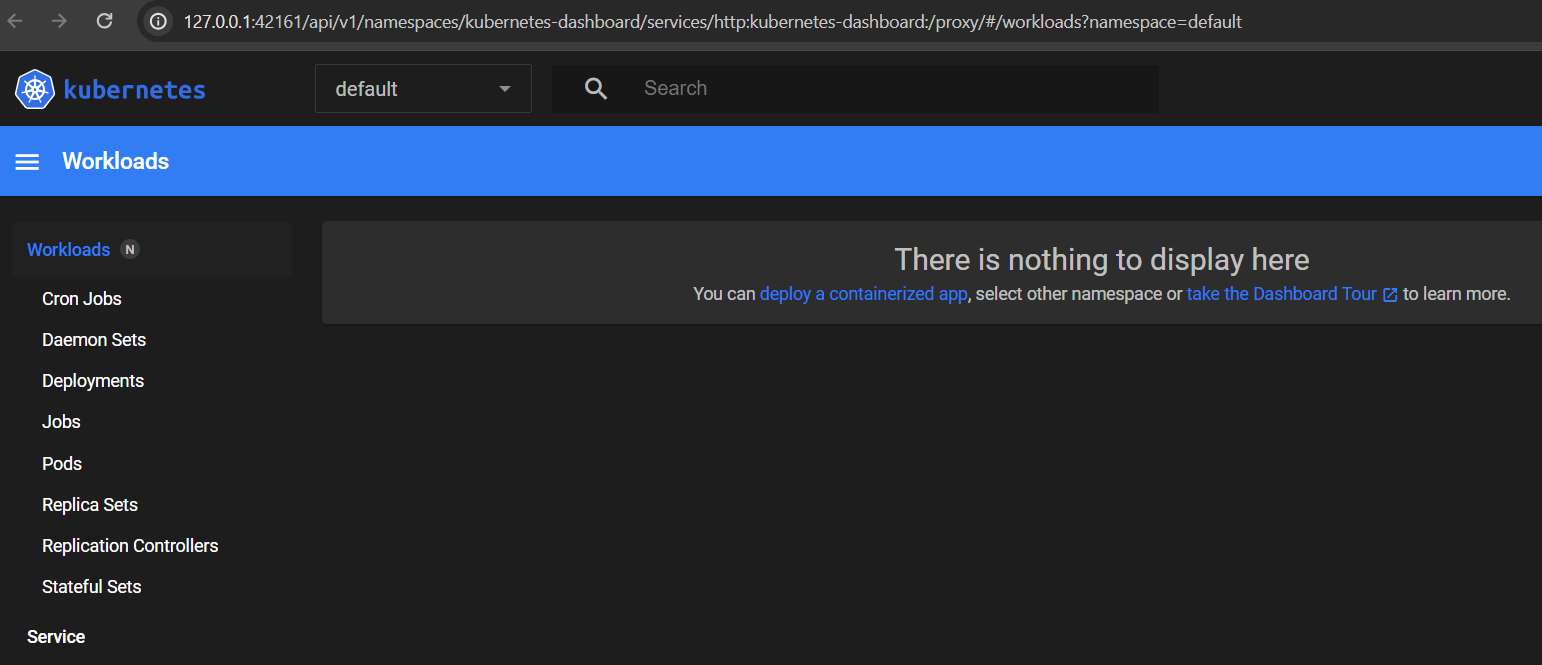 127.0.0.1:42161/api/v1/namespaces/kubernetes-dashboard/services/http:kubernetes-dashboard:/proxy/#/workloads?namespace=default
kubernetes
default
Search
Workloads
Workloads N
Cron Jobs
Daemon Sets
Deployments
Jobs
Pods
Replica Sets
Replication Controllers
Stateful Sets
Service
There is nothing to display here
You can deploy a containerized app, select other namespace or take the Dashboard Tour to learn more.